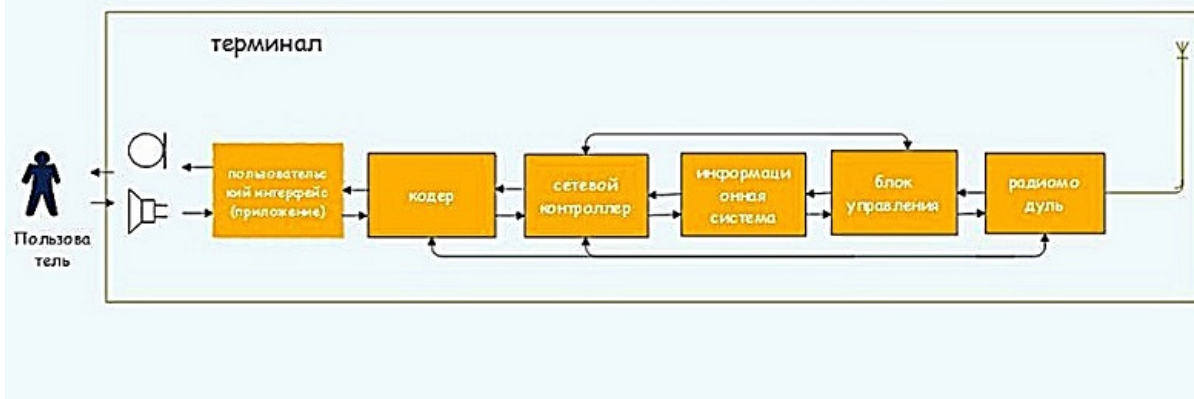 терминал
Пользова
тель
пользовательс
кий интерфейс
(приложение)
кодер
сетевой
контроллер
информаци
онная
система
блок
управления
радиомо
дуль